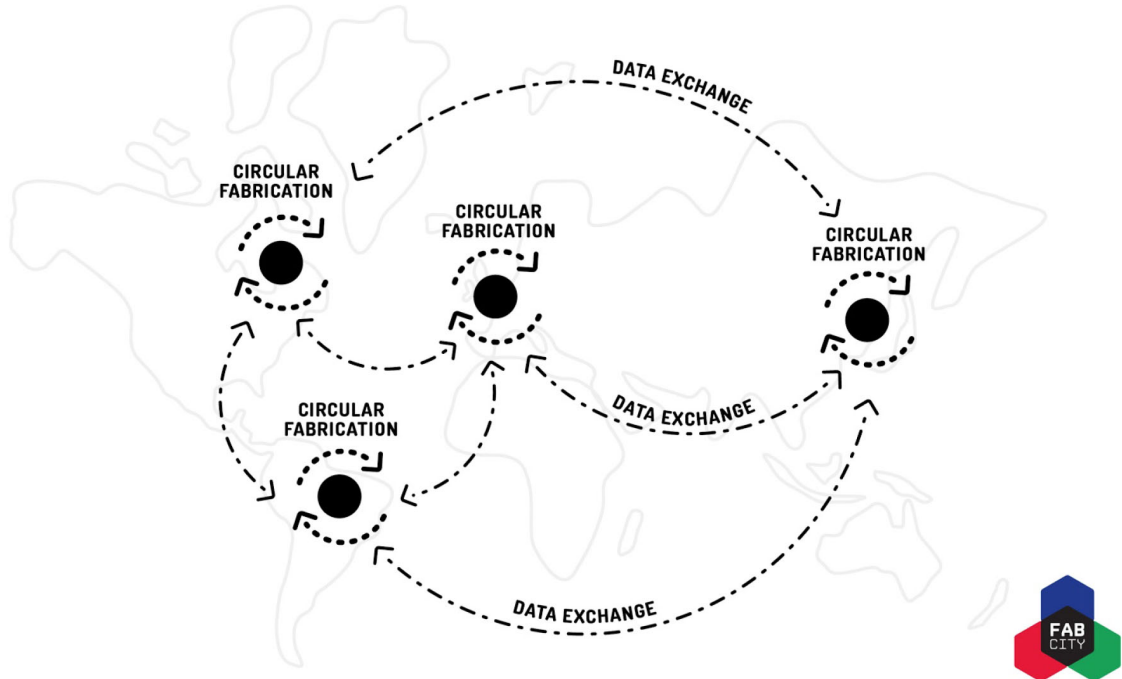 DATA EXCHANGE
CIRCULAR
FABRICATION
CIRCULAR
FABRICATION
CIRCULAR
FABRICATION
CIRCULAR
FABRICATION
DATA EXCHANGE
DATA EXCHANGE
FAB
CITY